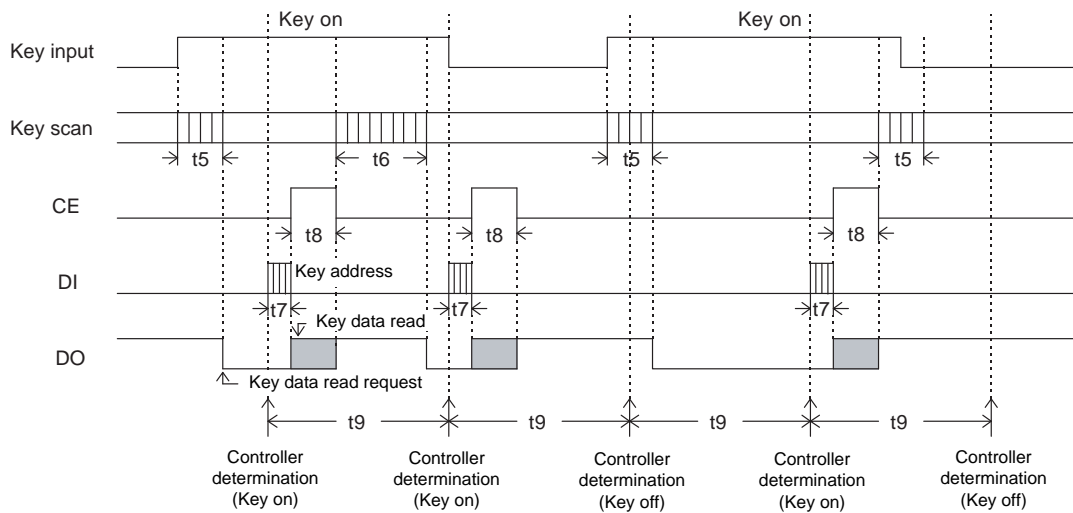 Key on Key on
Key input
Key scan
t5 t6 t5 t5
CE
t8 t8 t8
DI
Key address
t7 t7 t7
Key data read
DO
Key data read request
t9 t9 t9 t9
Controller determination (Key on)
Controller determination (Key on)
Controller determination (Key off)
Controller determination (Key on)
Controller determination (Key off)